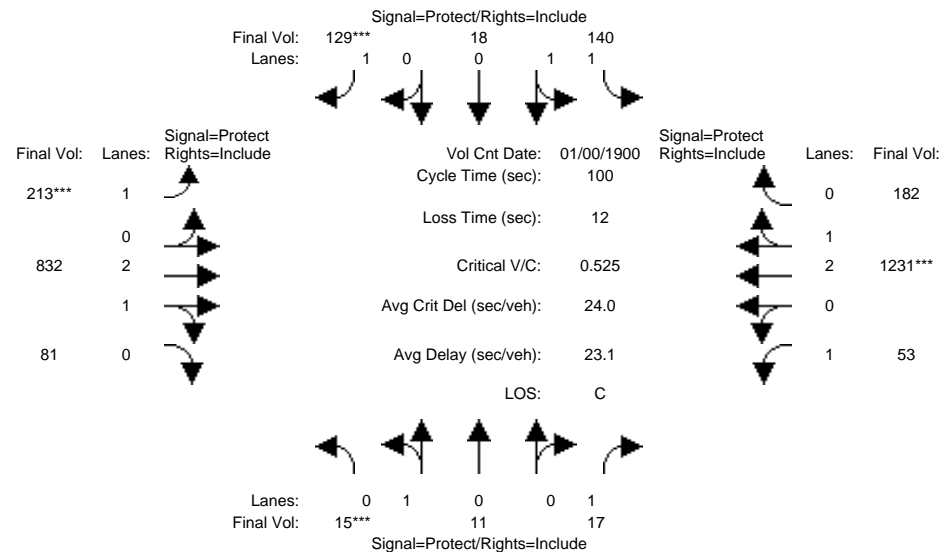 Signal=Protect/Rights=Include
Final Vol: 129*** 18 140
Lanes: 1 0 0 1 1
Signal=Protect
Final Vol: Lanes: Rights=Include
Vol Cnt Date: 01/00/1900
Signal=Protect
Rights=Include Lanes: Final Vol:
Cycle Time (sec): 100
213*** 1
0 182
Loss Time (sec): 12
0
1
832 2
Critical V/C: 0.525
2 1231***
1
Avg Crit Del (sec/veh): 24.0
0
81 0
Avg Delay (sec/veh): 23.1
1 53
LOS: C
Lanes: 0 1 0 0 1
Final Vol: 15*** 11 17
Signal=Protect/Rights=Include